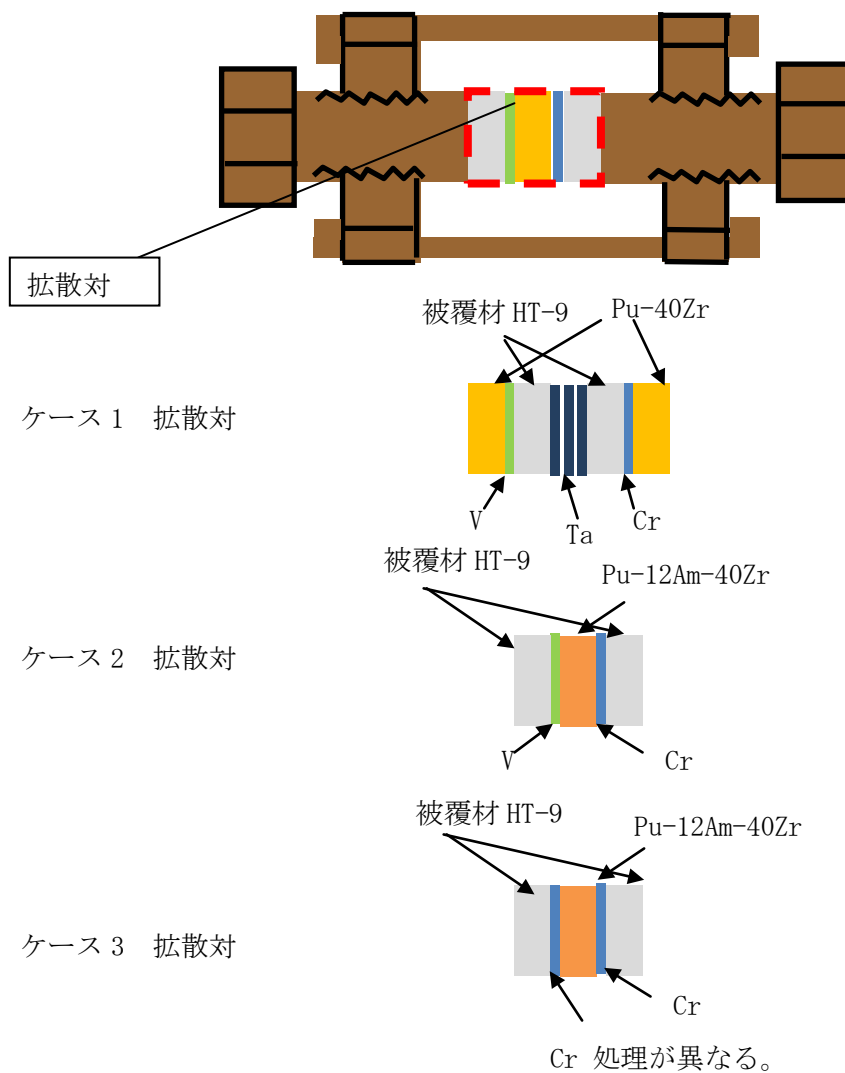 拡散対
被覆材 HT-9 Pu-40Zr
ケース１ 拡散対
V Ta Cr
被覆材 HT-9 Pu-12Am-40Zr
ケース２ 拡散対
V Cr
被覆材 HT-9 Pu-12Am-40Zr
ケース３ 拡散対
Cr
Cr 処理が異なる。